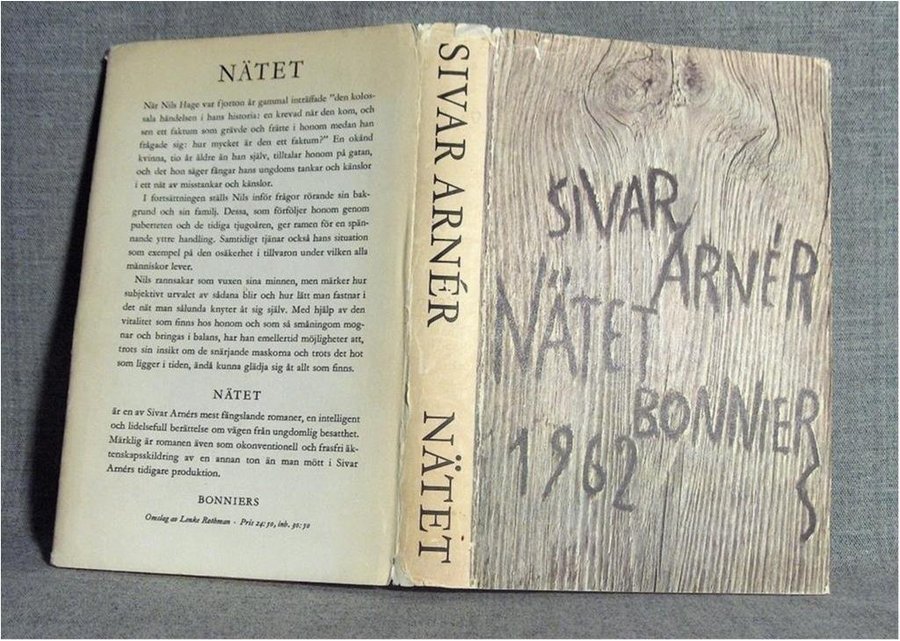 NÄTET
När Nils Hage var fjorton år gammal inträffade "den kolos-
sala händelsen i hans historia: en krevad när den kom, och
sen ett faktum som grävde och frätte i honom medan han
frågade sig: hur mycket är den ett faktum?" En okänd
kvinna, tio år äldre än han själv, tilltalar honom på gatan,
och det hon säger fångar hans ungdoms tankar och känslor
i ett nät av misstankar och känslor.
I fortsättningen ställs Nils inför frågor rörande sin bak-
grund och sin familj. Dessa, som förföljer honom genom
puberteten och de tidiga tjugoåren, ger ramen för en spän-
nande yttre handling. Samtidigt tjänar också hans situation
som exempel på den osäkerhet i tillvaron under vilken alla
människor lever.
Nils rannsakar som vuxen sina minnen, men märker hur
subjektivt urvalet av sådana blir och hur lätt man fastnar i
det nät man sålunda knyter åt sig själv. Med hjälp av den
vitalitet som finns hos honom och som så småningom mog-
nar och bringas i balans, har han emellertid möjligheter att,
trots sin insikt om de snärjande maskorna och trots det hot
som ligger i tiden, ändå kunna glädja sig åt allt som finns.
NÄTET
är en av Sivar Arnérs mest fängslande romaner, en intelligent
och lidelsefull berättelse om vägen från ungdomlig besatthet.
Märklig är romanen även som okonventionell och frasfri äk-
tenskapsskildring av en annan ton än man mött i Sivar
Arnérs tidigare produktion.
BONNIERS
Omslag av Lenke Rothman · Pris 24:50, inb. 30:50
SIVAR ARNÉR NÄTET
SIVAR
ARNÉR
NÄTET
BONNIERS
1962